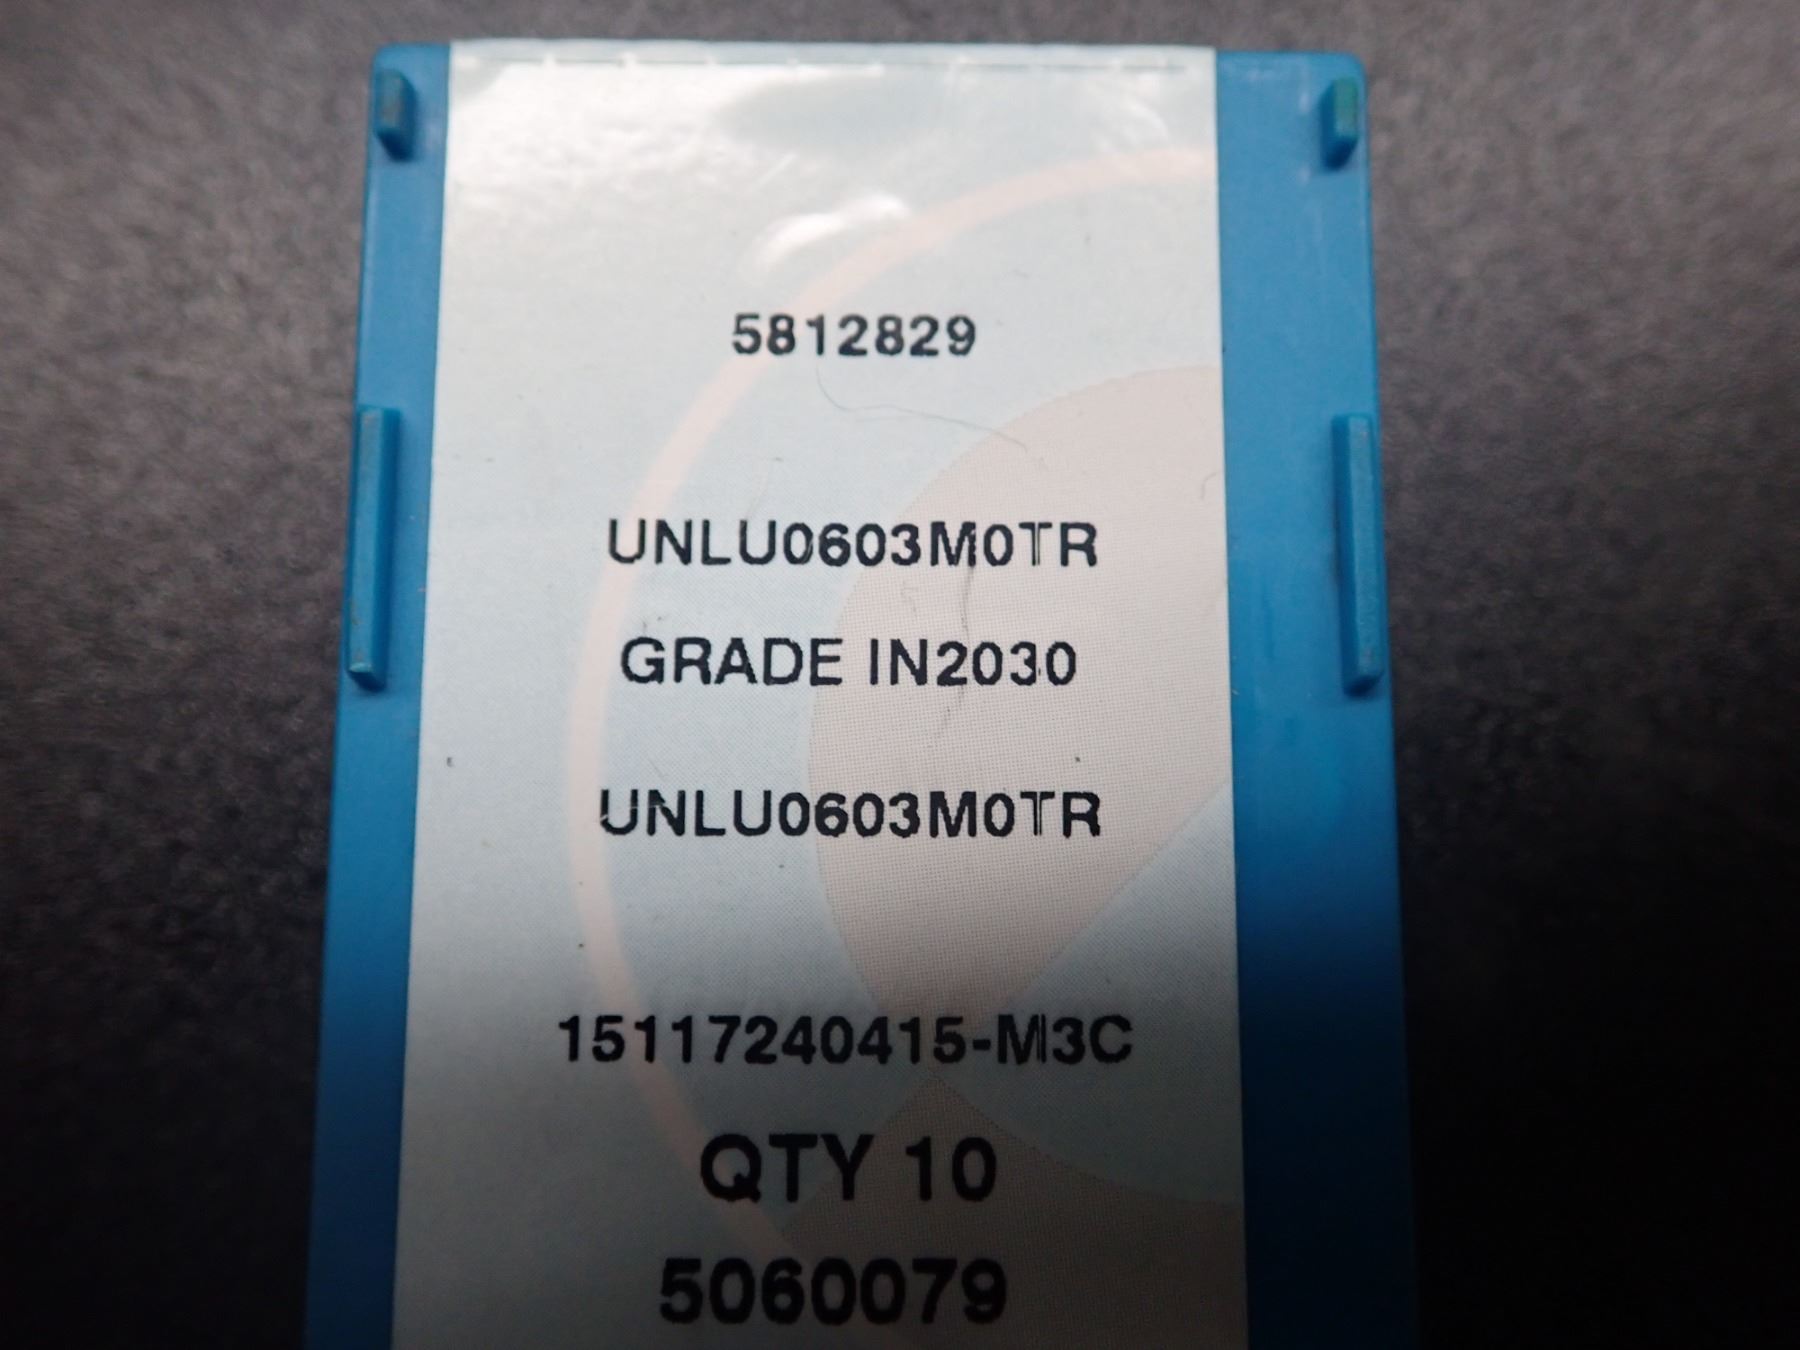 5812829
UNLU0603M0TR
GRADE IN2030
UNLU0603M0TR
15117240415-M3C
QTY 10
5060079